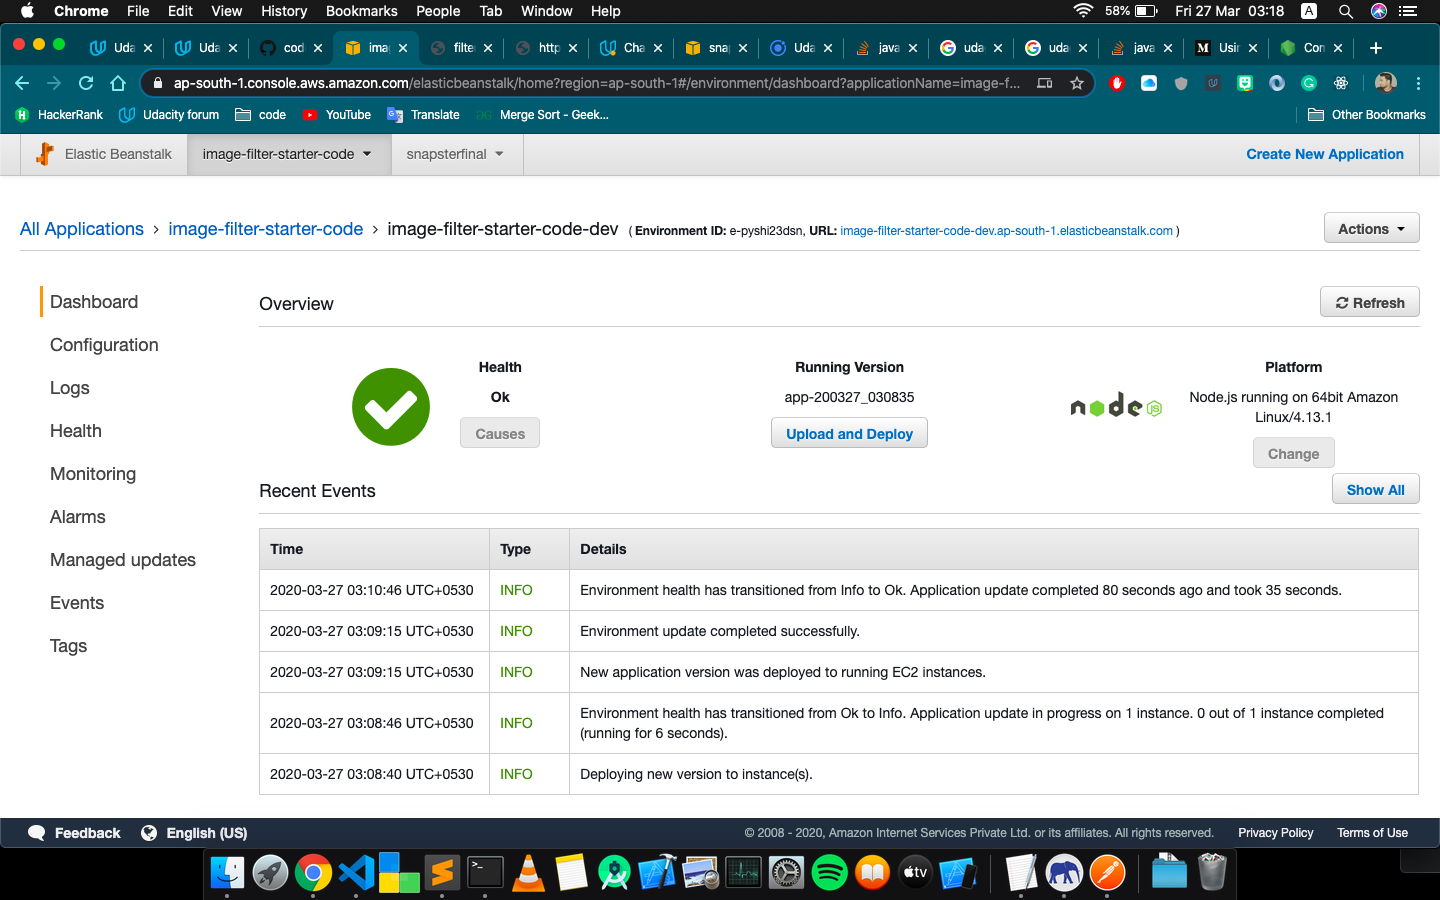 Chrome File Edit View History Bookmarks People Tab Window Help 58% Fri 27 Mar 03:18 A
Uda Uda cod ima filte http Cha sna Uda java uda uda java Usin Con
ap-south-1.console.aws.amazon.com/elasticbeanstalk/home?region=ap-south-1#/environment/dashboard?applicationName=image-f...
HackerRank Udacity forum code YouTube Translate Merge Sort - Geek... Other Bookmarks
Elastic Beanstalk image-filter-starter-code snapsterfinal Create New Application
All Applications › image-filter-starter-code › image-filter-starter-code-dev ( Environment ID: e-pyshi23dsn, URL: image-filter-starter-code-dev.ap-south-1.elasticbeanstalk.com ) Actions
Dashboard
Configuration
Logs
Health
Monitoring
Alarms
Managed updates
Events
Tags
Overview Refresh
Health
Ok
Causes
Running Version
app-200327_030835
Upload and Deploy
node JS
Platform
Node.js running on 64bit Amazon
Linux/4.13.1
Change
Recent Events Show All
Time Type Details
2020-03-27 03:10:46 UTC+0530 INFO Environment health has transitioned from Info to Ok. Application update completed 80 seconds ago and took 35 seconds.
2020-03-27 03:09:15 UTC+0530 INFO Environment update completed successfully.
2020-03-27 03:09:15 UTC+0530 INFO New application version was deployed to running EC2 instances.
2020-03-27 03:08:46 UTC+0530 INFO Environment health has transitioned from Ok to Info. Application update in progress on 1 instance. 0 out of 1 instance completed
(running for 6 seconds).
2020-03-27 03:08:40 UTC+0530 INFO Deploying new version to instance(s).
Feedback English (US) © 2008 - 2020, Amazon Internet Services Private Ltd. or its affiliates. All rights reserved. Privacy Policy Terms of Use
tv